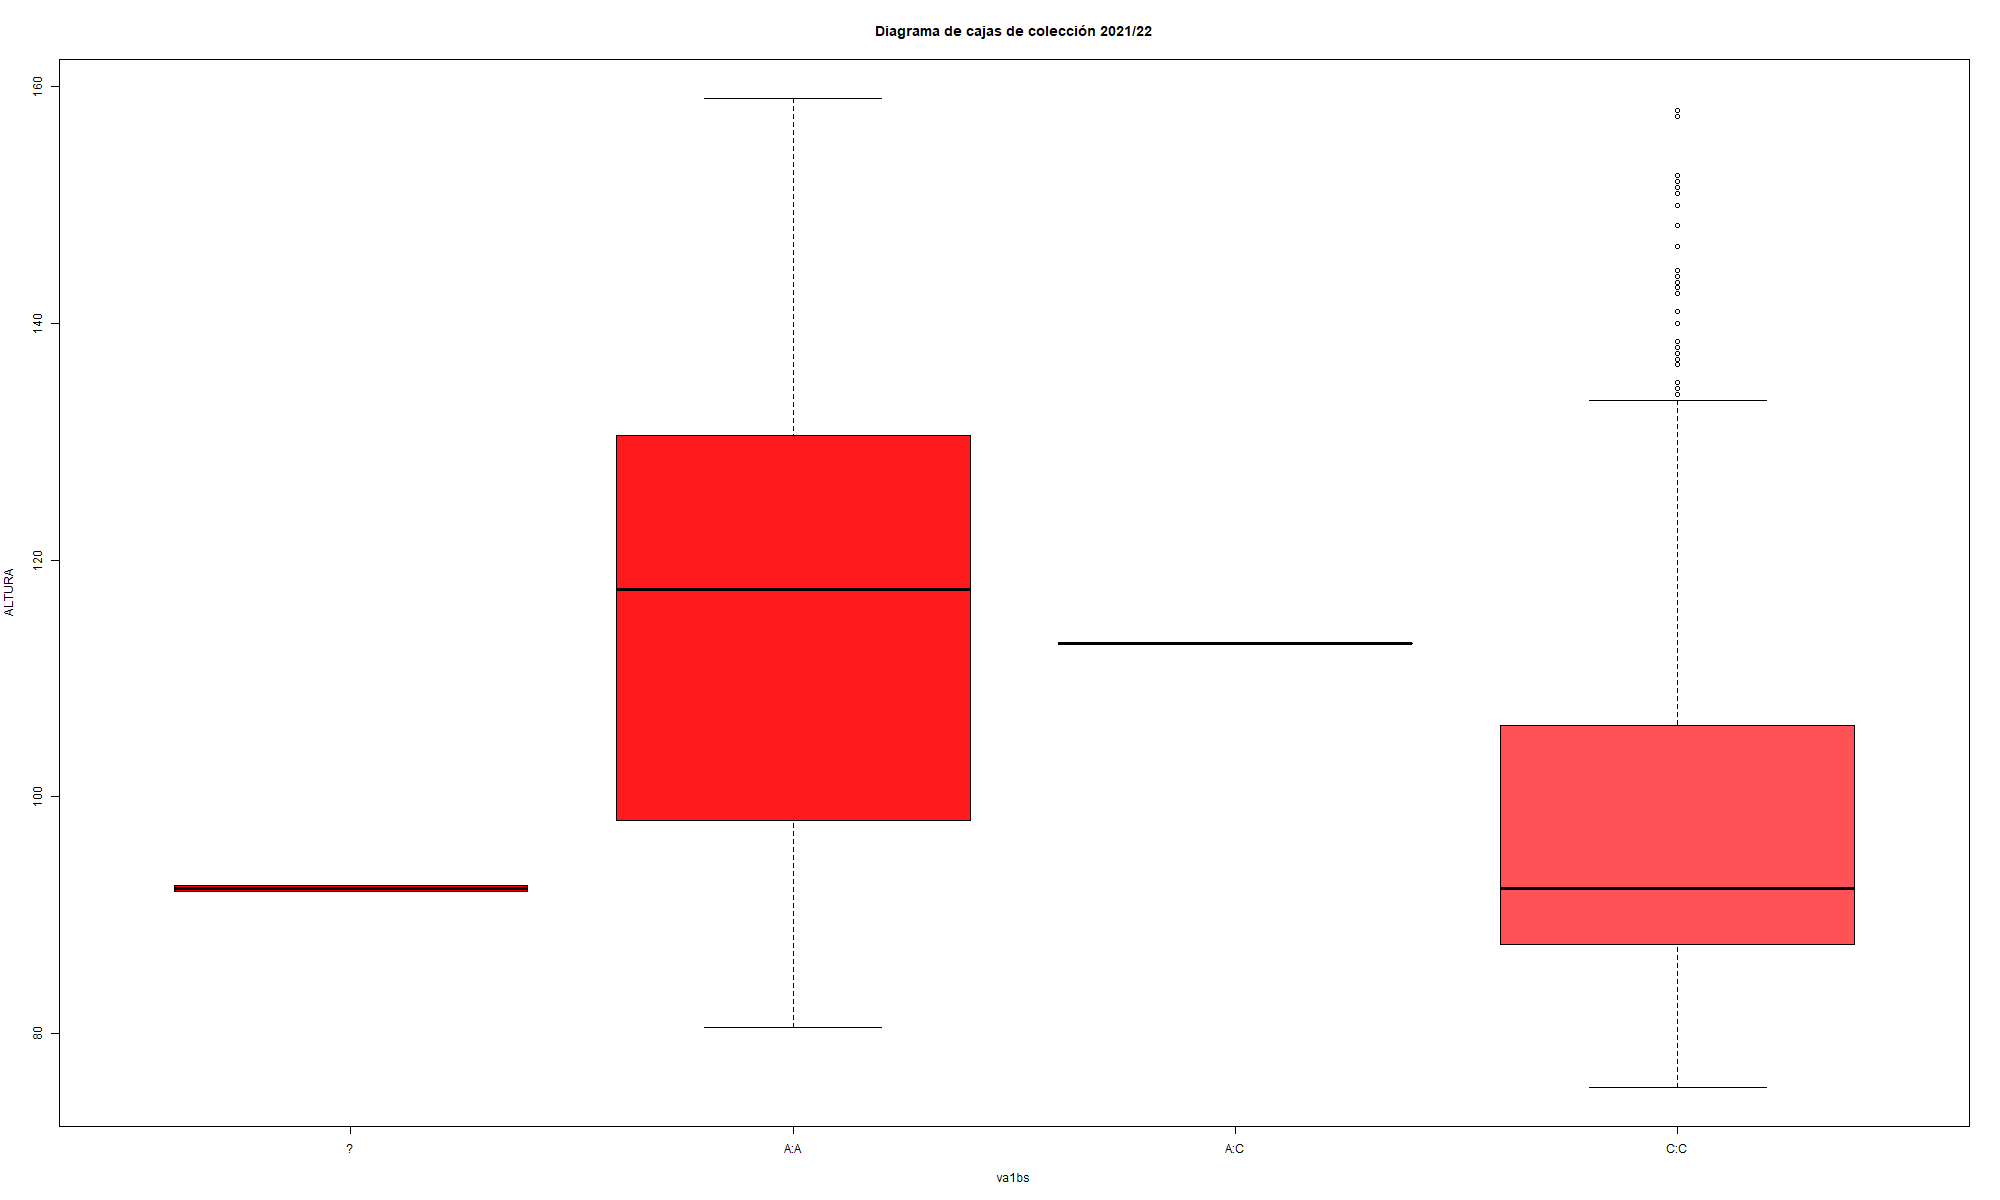 Diagrama de cajas de colección 2021/22
160
140
120
100
80
ALTURA
?
A:A
A:C
C:C
va1bs